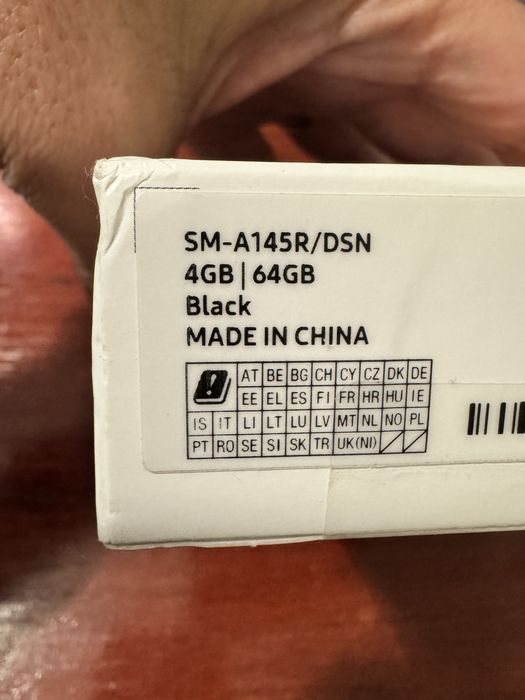 SM-A145R/DSN
4GB | 64GB
Black
MADE IN CHINA
AT BE BG CH CY CZ DK DE
EE EL ES FI FR HR HU IE
IS IT LI LT LU LV MT NL NO PL
PT RO SE SI SK TR UK(NI)